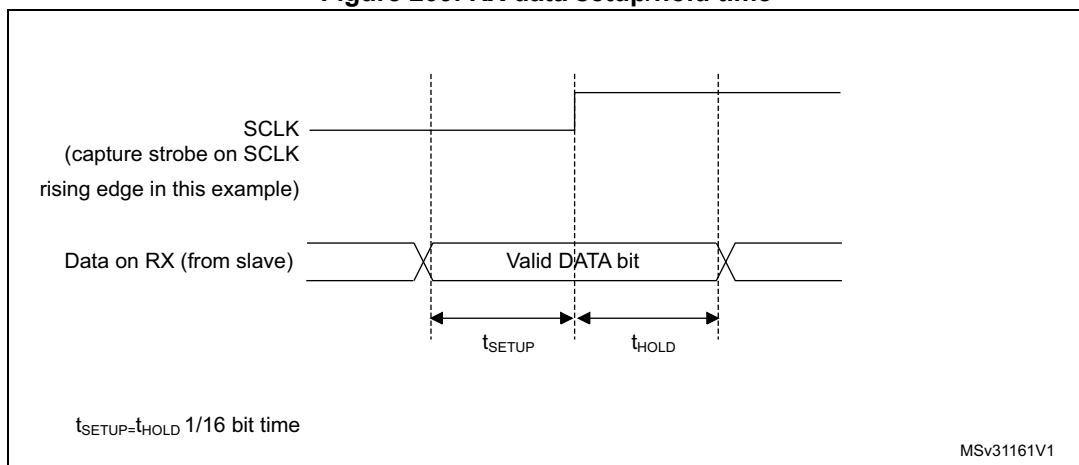 SCLK
(capture strobe on SCLK
rising edge in this example)
Data on RX (from slave)
Valid DATA bit
tSETUP
tHOLD
tSETUP=tHOLD 1/16 bit time
MSv31161V1